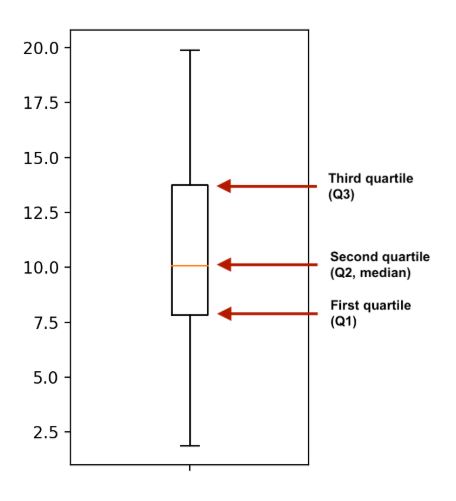 20.0
17.5
15.0
12.5
10.0
7.5
5.0
2.5
Third quartile
(Q3)
Second quartile
(Q2, median)
First quartile
(Q1)